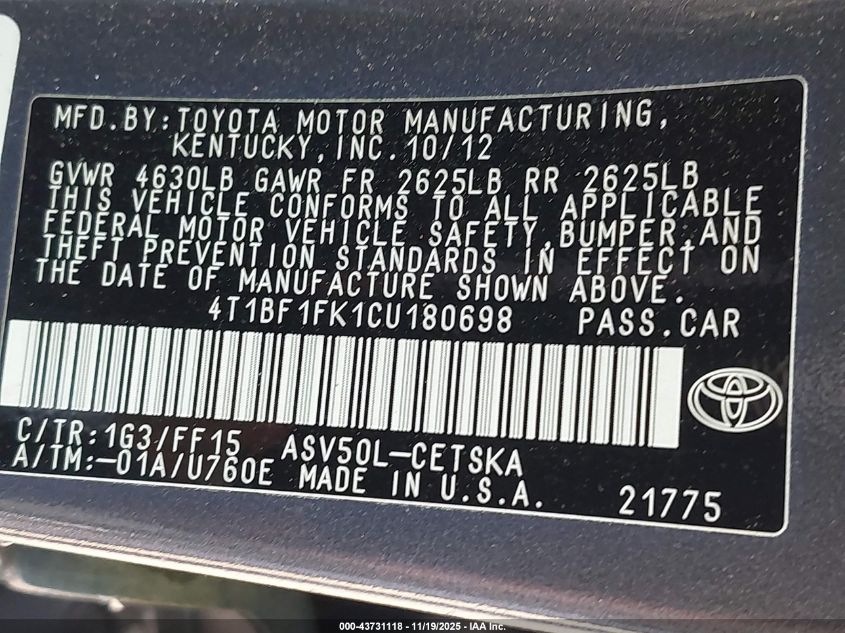 MFD.BY:TOYOTA MOTOR MANUFACTURING,
KENTUCKY,INC.10/12
GVWR 4630LB GAWR FR 2625LB RR 2625LB
THIS VEHICLE CONFORMS TO ALL APPLICABLE
FEDERAL MOTOR VEHICLE SAFETY,BUMPER,AND
THEFT PREVENTION STANDARDS IN EFFECT ON
THE DATE OF MANUFACTURE SHOWN ABOVE.
4T1BF1FK1CU180698 PASS.CAR
C/TR:1G3/FF15 ASV50L-CETSKA
A/TM:-01A/U760E MADE IN U.S.A. 21775
000-43731118 - 11/19/2025 - IAA Inc.